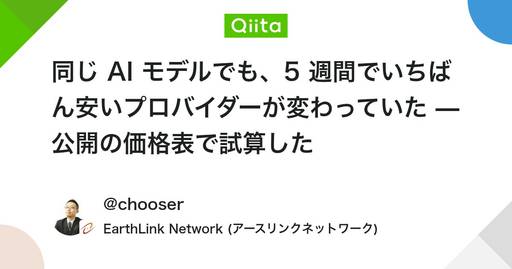 Qiita
同じ AI モデルでも、5 週間でいちば
ん安いプロバイダーが変わっていた —
公開の価格表で試算した
@chooser
EarthLink Network (アースリンクネットワーク)